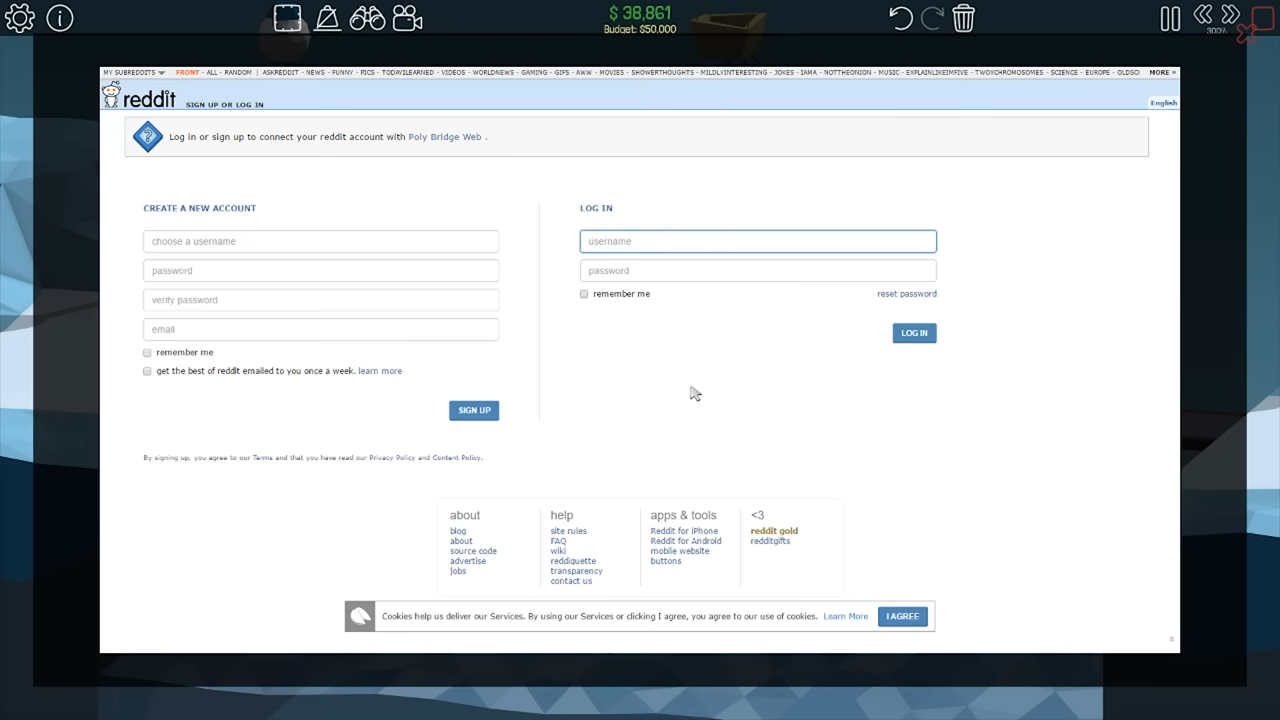 $ 38,861
Budget: $50,000
300%
MY SUBREDDITS
FRONT - ALL - RANDOM | ASKREDDIT - NEWS - FUNNY - PICS - TODAYILEARNED - VIDEOS - WORLDNEWS - GAMING - GIFS - AWW - MOVIES - SHOWERTHOUGHTS - MILDLYINTERESTING - JOKES - IAMA - NOTTHEONION - MUSIC - EXPLAINLIKEIMFIVE - TWOXCHROMOSOMES - SCIENCE - EUROPE - OLDSCI
MORE »
reddit SIGN UP OR LOG IN
English
Log in or sign up to connect your reddit account with Poly Bridge Web .
CREATE A NEW ACCOUNT
choose a username
password
verify password
email
remember me
get the best of reddit emailed to you once a week. learn more
SIGN UP
By signing up, you agree to our Terms and that you have read our Privacy Policy and Content Policy.
LOG IN
username
password
remember me
reset password
LOG IN
about
blog
about
source code
advertise
jobs
help
site rules
FAQ
wiki
reddiquette
transparency
contact us
apps & tools
Reddit for iPhone
Reddit for Android
mobile website
buttons
<3
reddit gold
redditgifts
Cookies help us deliver our Services. By using our Services or clicking I agree, you agree to our use of cookies. Learn More
I AGREE
π